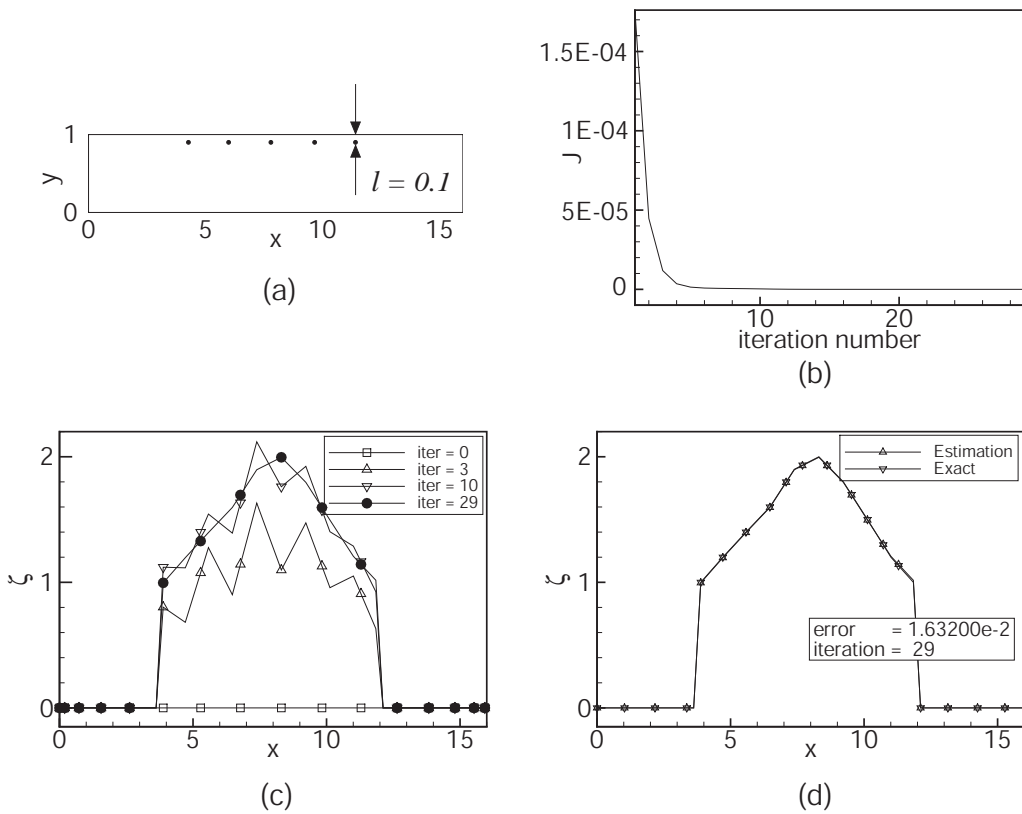 1
y
0
0
5
10
15
x
l = 0.1
(a)
1.5E-04
1E-04
J
5E-05
0
10
20
iteration number
(b)
2
1
ζ
0
iter = 0
iter = 3
iter = 10
iter = 29
0
5
10
15
x
(c)
2
1
ζ
0
Estimation
Exact
error = 1.63200e-2
iteration = 29
0
5
10
15
x
(d)